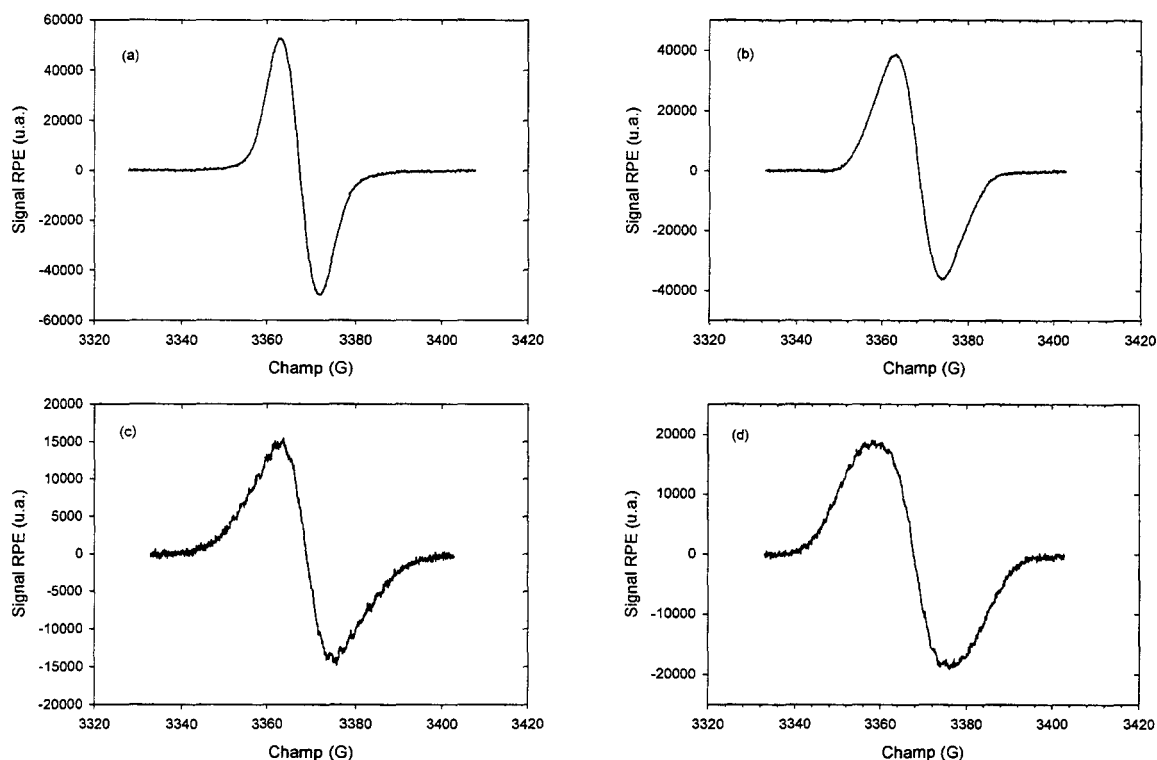 (a)
Signal RPE (u.a.)
60000
40000
20000
0
-20000
-40000
-60000
3320 3340 3360 3380 3400 3420
Champ (G)
(b)
Signal RPE (u.a.)
40000
20000
0
-20000
-40000
3320 3340 3360 3380 3400 3420
Champ (G)
(c)
Signal RPE (u.a.)
20000
15000
10000
5000
0
-5000
-10000
-15000
-20000
3320 3340 3360 3380 3400 3420
Champ (G)
(d)
Signal RPE (u.a.)
20000
10000
0
-10000
-20000
3320 3340 3360 3380 3400 3420
Champ (G)